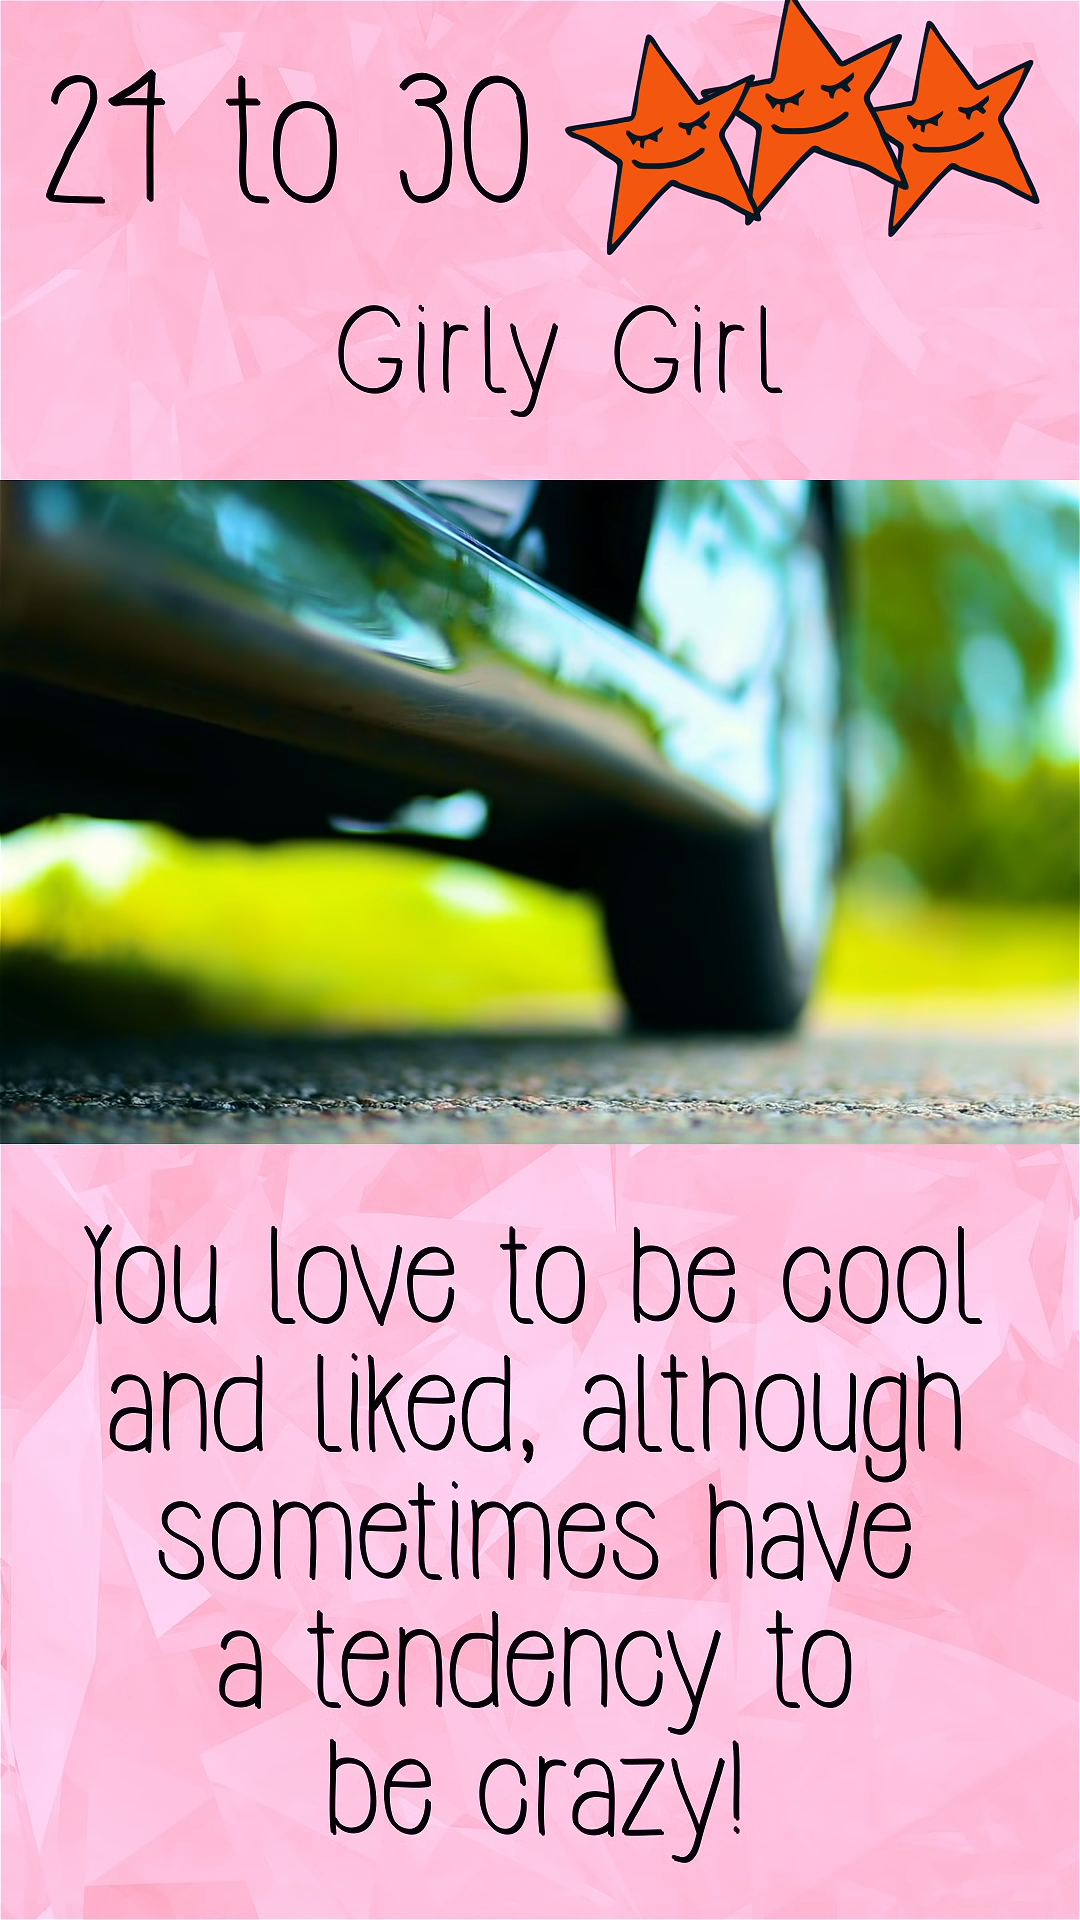 24 to 30
Girly Girl
You love to be cool
and liked, although
sometimes have
a tendency to
be crazy!